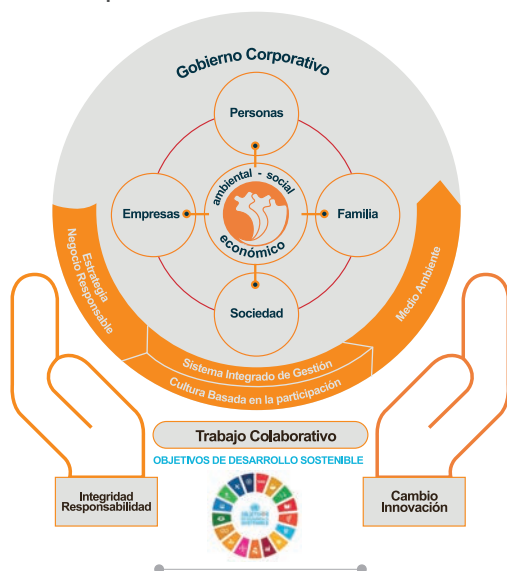 Gobierno Corporativo
Personas
ambiental - social
económico
Empresas
Familia
Sociedad
Estrategia
Negocio Responsable
Medio Ambiente
Sistema Integrado de Gestión
Cultura Basada en la participación
Trabajo Colaborativo
OBJETIVOS DE DESARROLLO SOSTENIBLE
Integridad
Responsabilidad
Cambio
Innovación
OBJETIVOS